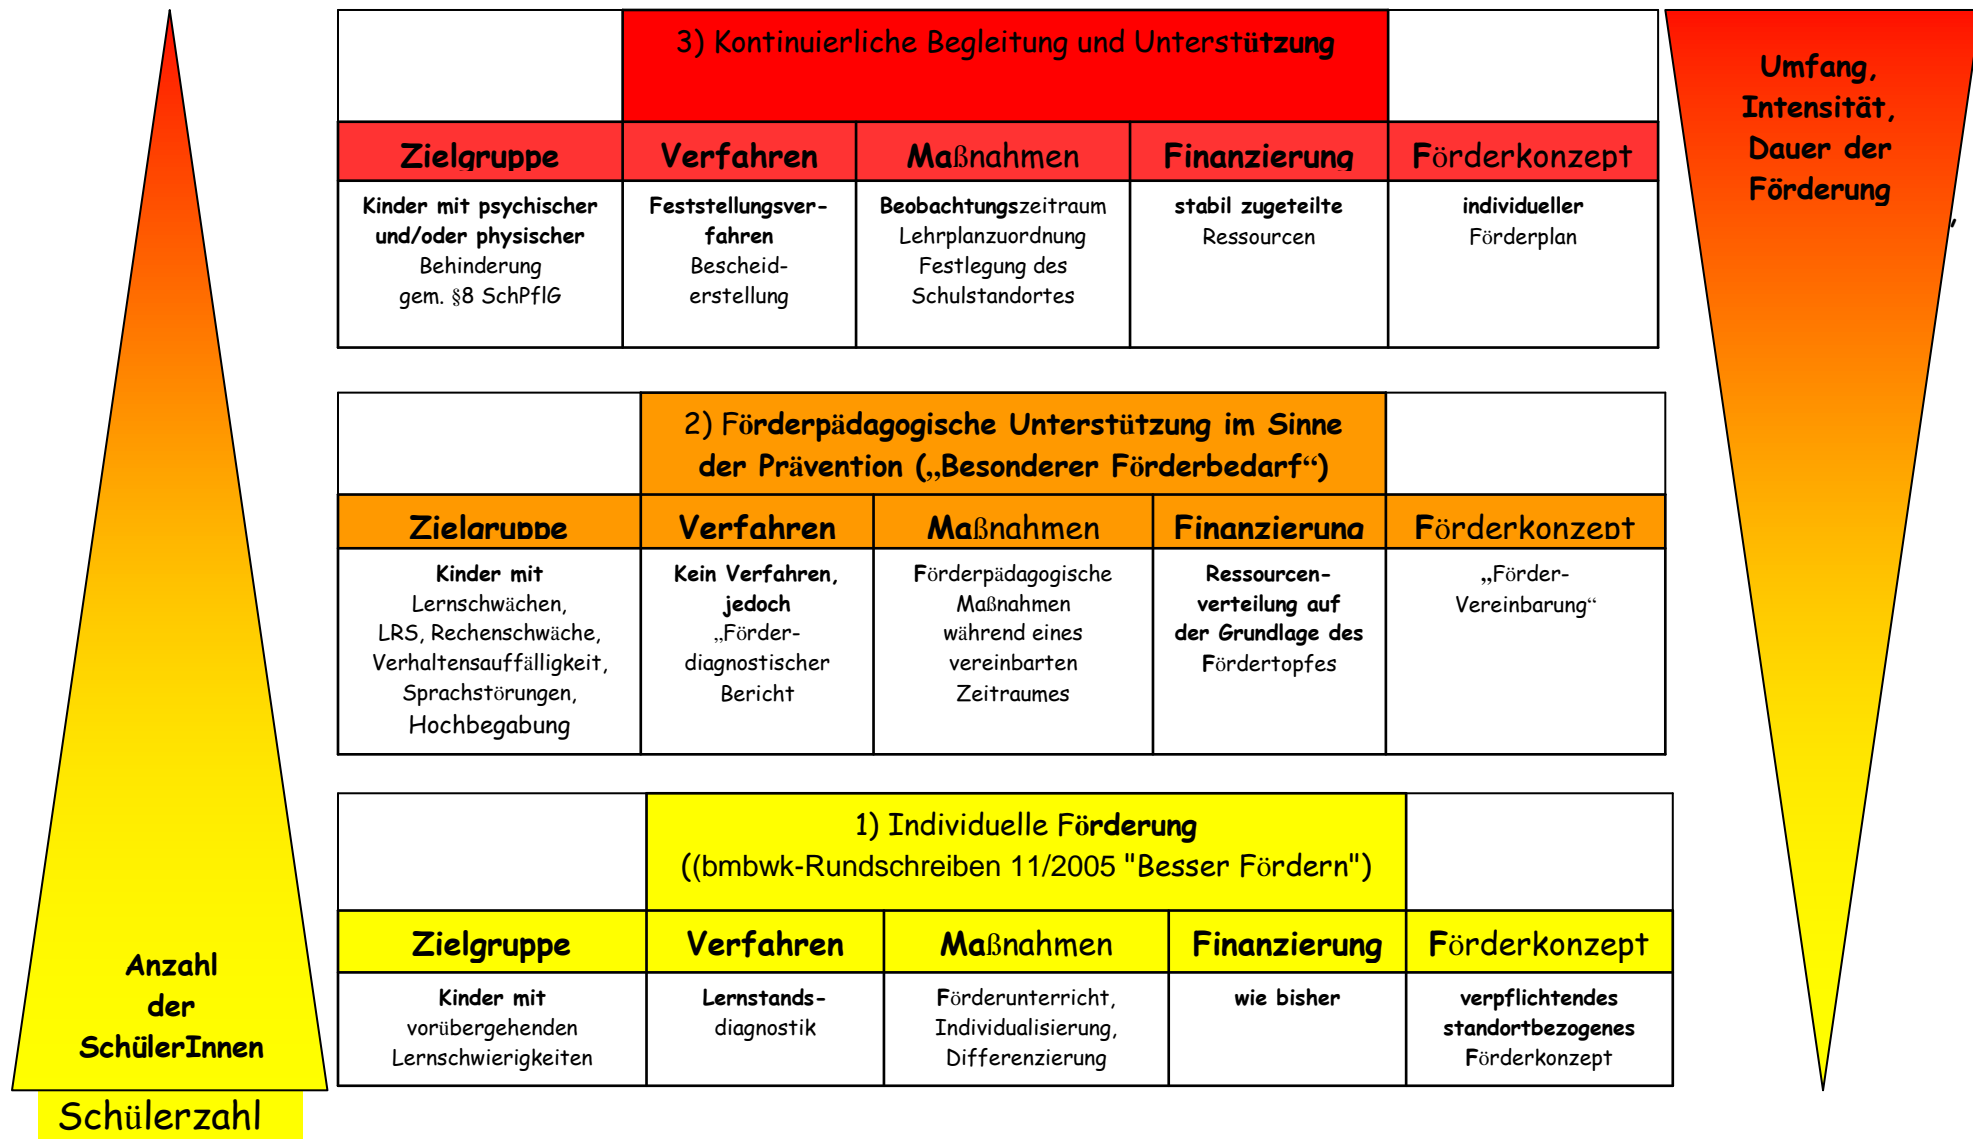 3) Kontinuierliche Begleitung und Unterstützung
Zielgruppe
Verfahren
Maßnahmen
Finanzierung
Förderkonzept
Kinder mit psychischer
und/oder physischer
Behinderung
gem. §8 SchPflG
Feststellungsver-
fahren
Bescheid-
erstellung
Beobachtungszeitraum
Lehrplanzuordnung
Festlegung des
Schulstandortes
stabil zugeteilte
Ressourcen
individueller
Förderplan
2) Förderpädagogische Unterstützung im Sinne
der Prävention („Besonderer Förderbedarf“)
Zielgruppe
Verfahren
Maßnahmen
Finanzierung
Förderkonzept
Kinder mit
Lernschwächen,
LRS, Rechenschwäche,
Verhaltensauffälligkeit,
Sprachstörungen,
Hochbegabung
Kein Verfahren,
jedoch
„Förder-
diagnostischer
Bericht
Förderpädagogische
Maßnahmen
während eines
vereinbarten
Zeitraumes
Ressourcen-
verteilung auf
der Grundlage des
Fördertopfes
„Förder-
Vereinbarung“
1) Individuelle Förderung
((bmbwk-Rundschreiben 11/2005 "Besser Fördern")
Zielgruppe
Verfahren
Maßnahmen
Finanzierung
Förderkonzept
Kinder mit
vorübergehenden
Lernschwierigkeiten
Lernstands-
diagnostik
Förderunterricht,
Individualisierung,
Differenzierung
wie bisher
verpflichtendes
standortbezogenes
Förderkonzept
Anzahl
der
SchülerInnen
Schülerzahl
Umfang,
Intensität,
Dauer der
Förderung
,